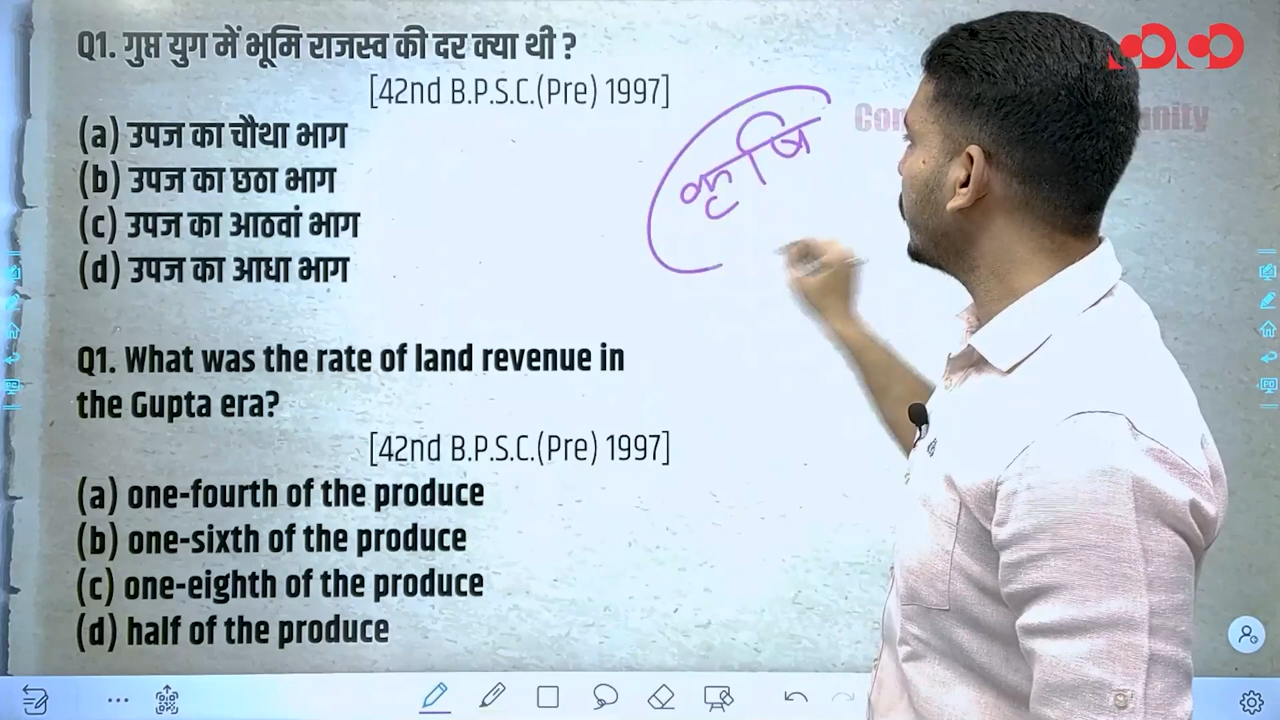 Q1. गुप्त युग में भूमि राजस्व की दर क्या थी ?
[42nd B.P.S.C.(Pre) 1997]
(a) उपज का चौथा भाग
(b) उपज का छठा भाग
(c) उपज का आठवां भाग
(d) उपज का आधा भाग
कृषि
Q1. What was the rate of land revenue in
the Gupta era?
[42nd B.P.S.C.(Pre) 1997]
(a) one-fourth of the produce
(b) one-sixth of the produce
(c) one-eighth of the produce
(d) half of the produce